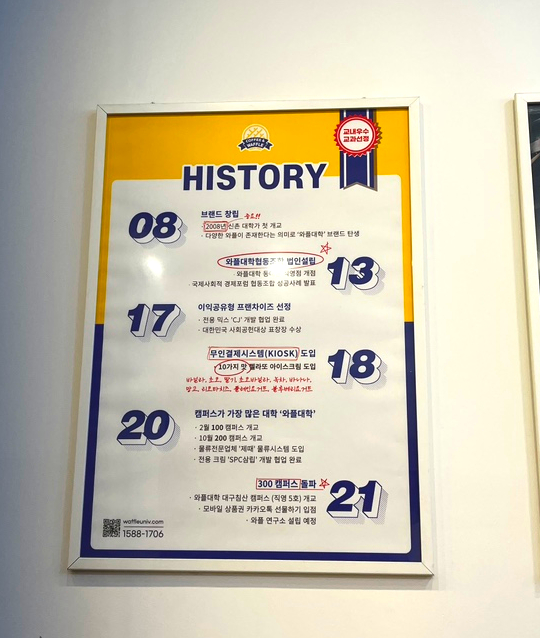 COFFEE &
WAFFLE
교내우수
교과선정
HISTORY
08
브랜드 창립 중요!!
· 2008년 신촌 대학가 첫 개교
· 다양한 와플이 존재한다는 의미로 '와플대학' 브랜드 탄생
13
와플대학협동조합 법인설립
· 와플대학 개점
· 국제사회적 경제포럼 협동조합 성공사례 발표
17
이익공유형 프랜차이즈 선정
· 전용 믹스 'CJ' 개발 협업 완료
· 대한민국 사회공헌대상 표창장 수상
18
무인결제시스템(KIOSK) 도입
10가지 맛 젤라또 아이스크림 도입
바닐라, 초코, 딸기, 초코바닐라, 녹차, 바나나,
망고, 쉬요마치즈, 플레인요거트, 블루베리요거트
20
캠퍼스가 가장 많은 대학 '와플대학'
· 2월 100 캠퍼스 개교
· 10월 200 캠퍼스 개교
· 물류전문업체 '제때' 물류시스템 도입
· 전용 크림 'SPC삼립' 개발 협업 완료
21
300 캠퍼스 돌파
· 와플대학 대구침산 캠퍼스 (직영 5호) 개교
· 모바일 상품권 카카오톡 선물하기 입점
· 와플 연구소 설립 예정
waffleuniv.com
1588-1706